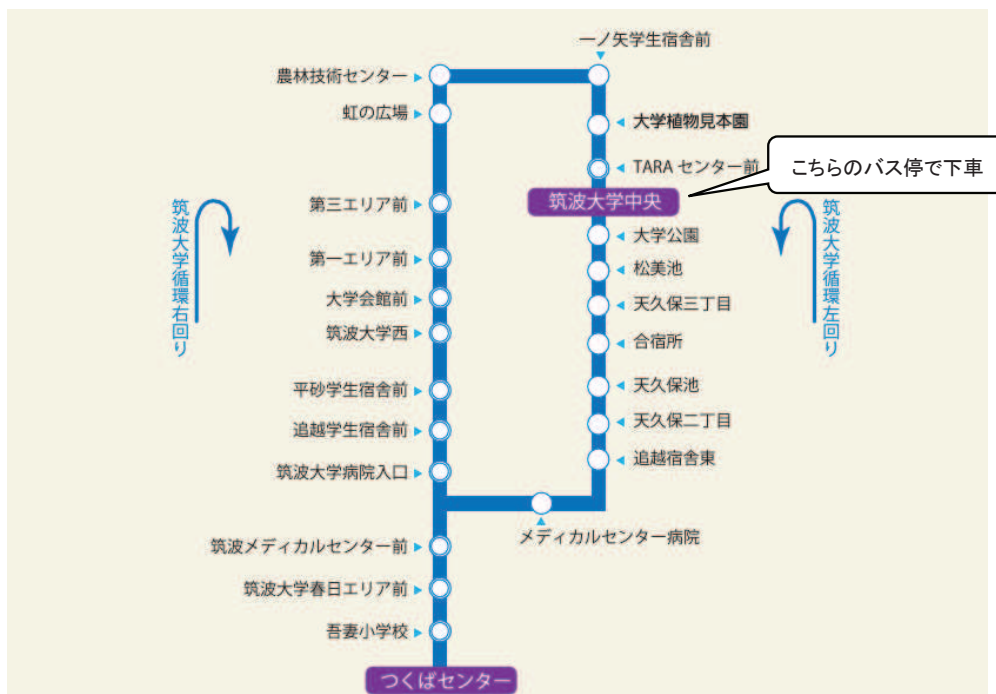 一ノ矢学生宿舎前
農林技術センター
虹の広場
大学植物見本園
TARA センター前
こちらのバス停で下車
筑波大学中央
第三エリア前
大学公園
第一エリア前
松美池
大学会館前
天久保三丁目
筑波大学西
合宿所
平砂学生宿舎前
天久保池
追越学生宿舎前
天久保二丁目
筑波大学病院入口
追越宿舎東
メディカルセンター病院
筑波メディカルセンター前
筑波大学春日エリア前
吾妻小学校
つくばセンター
筑波大学循環右回り
筑波大学循環左回り